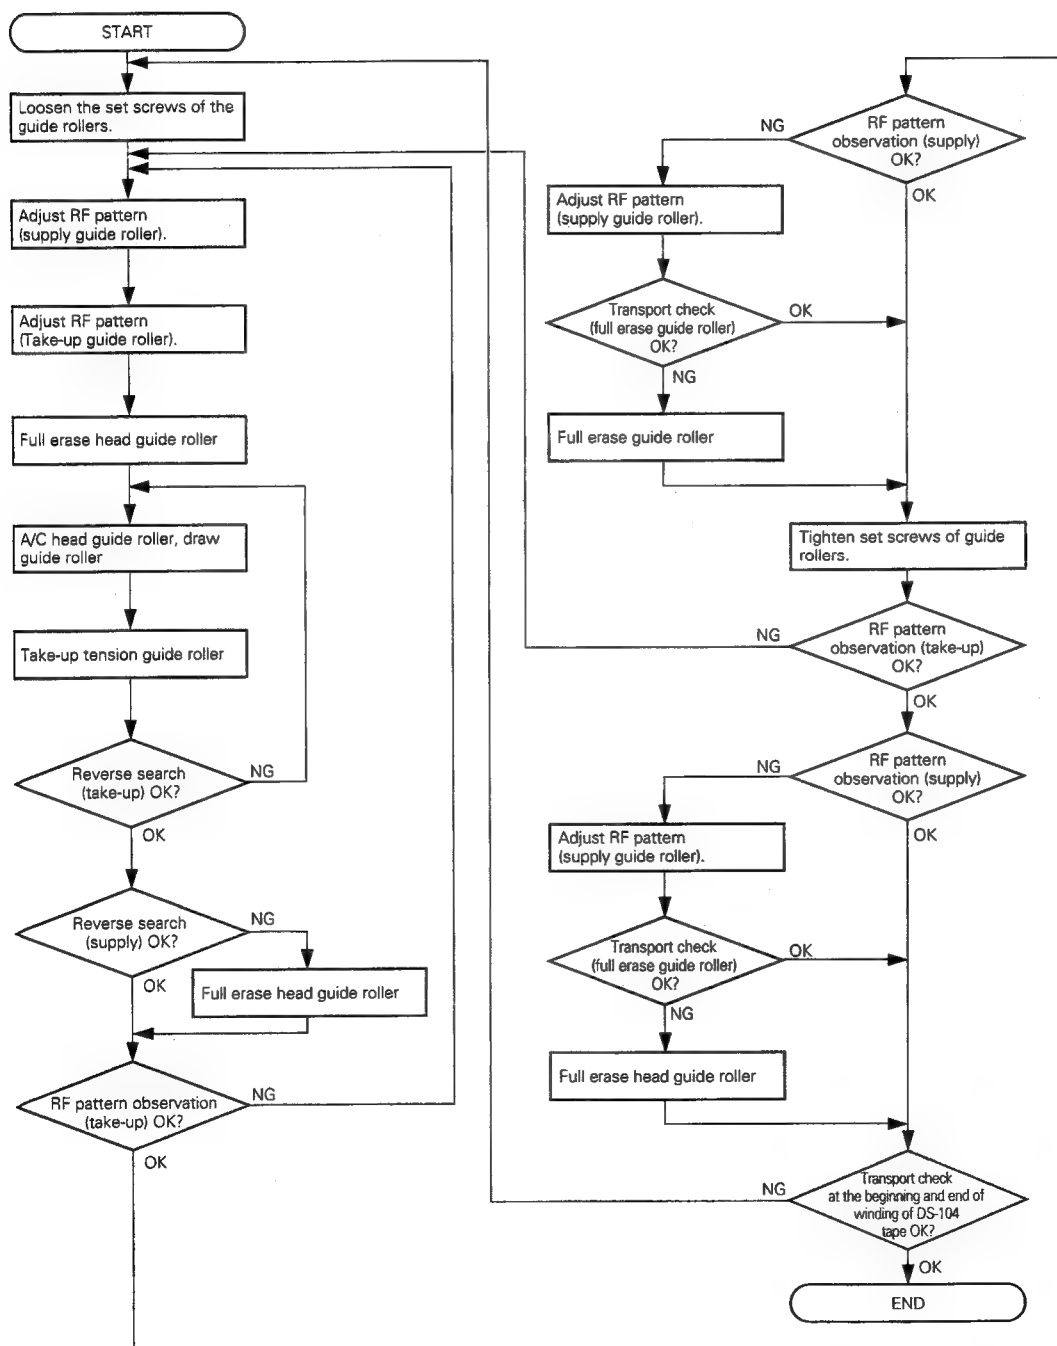 START
Loosen the set screws of the
guide rollers.
Adjust RF pattern
(supply guide roller).
Adjust RF pattern
(Take-up guide roller).
Full erase head guide roller
A/C head guide roller, draw
guide roller
Take-up tension guide roller
Reverse search
(take-up) OK?
NG
OK
Reverse search
(supply) OK?
NG
OK
Full erase head guide roller
RF pattern observation
(take-up) OK?
NG
OK
RF pattern
observation (supply)
OK?
NG
OK
Adjust RF pattern
(supply guide roller).
Transport check
(full erase guide roller)
OK?
OK
NG
Full erase guide roller
Tighten set screws of guide
rollers.
RF pattern
observation (take-up)
OK?
NG
OK
RF pattern
observation (supply)
OK?
NG
OK
Adjust RF pattern
(supply guide roller).
Transport check
(full erase guide roller)
OK?
OK
NG
Full erase head guide roller
Transport check
at the beginning and end of
winding of DS-104
tape OK?
NG
OK
END